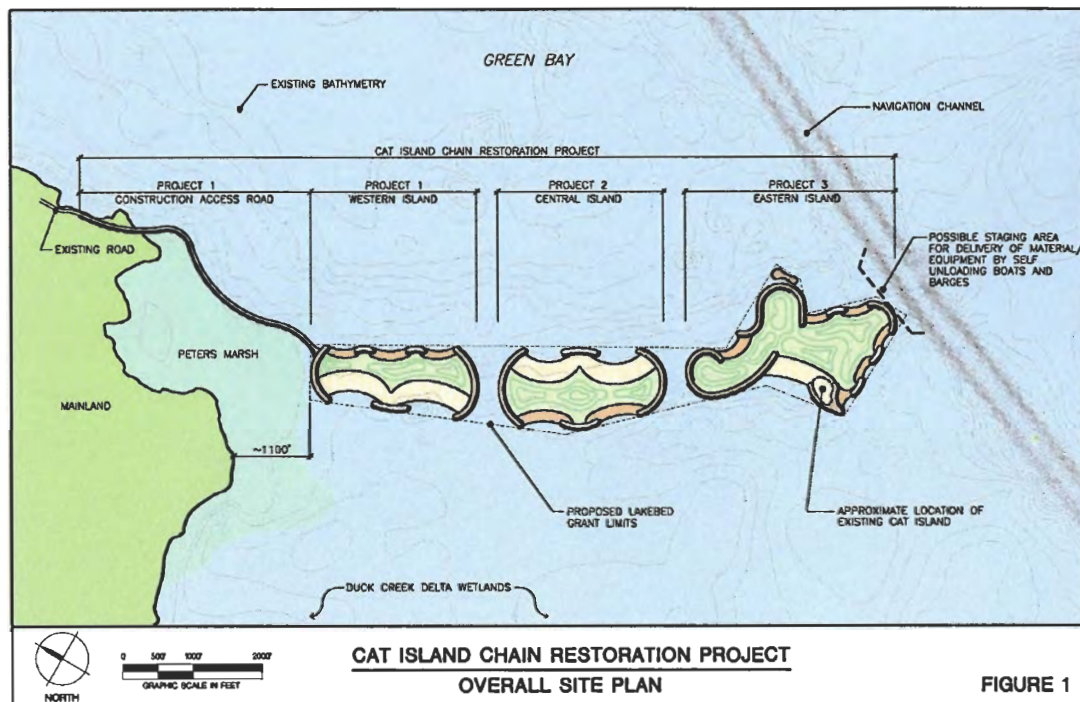 GREEN BAY
EXISTING BATHYMETRY
NAVIGATION CHANNEL
CAT ISLAND CHAIN RESTORATION PROJECT
PROJECT 1
CONSTRUCTION ACCESS ROAD
PROJECT 1
WESTERN ISLAND
PROJECT 2
CENTRAL ISLAND
PROJECT 3
EASTERN ISLAND
EXISTING ROAD
POSSIBLE STAGING AREA
FOR DELIVERY OF MATERIAL/
EQUIPMENT BY SELF
UNLOADING BOATS AND
BARGES
PETERS MARSH
MAINLAND
~1100'
PROPOSED LAKEBED
GRANT LIMITS
APPROXIMATE LOCATION OF
EXISTING CAT ISLAND
DUCK CREEK DELTA WETLANDS
NORTH
0 500' 1000' 2000'
GRAPHIC SCALE IN FEET
CAT ISLAND CHAIN RESTORATION PROJECT
OVERALL SITE PLAN
FIGURE 1